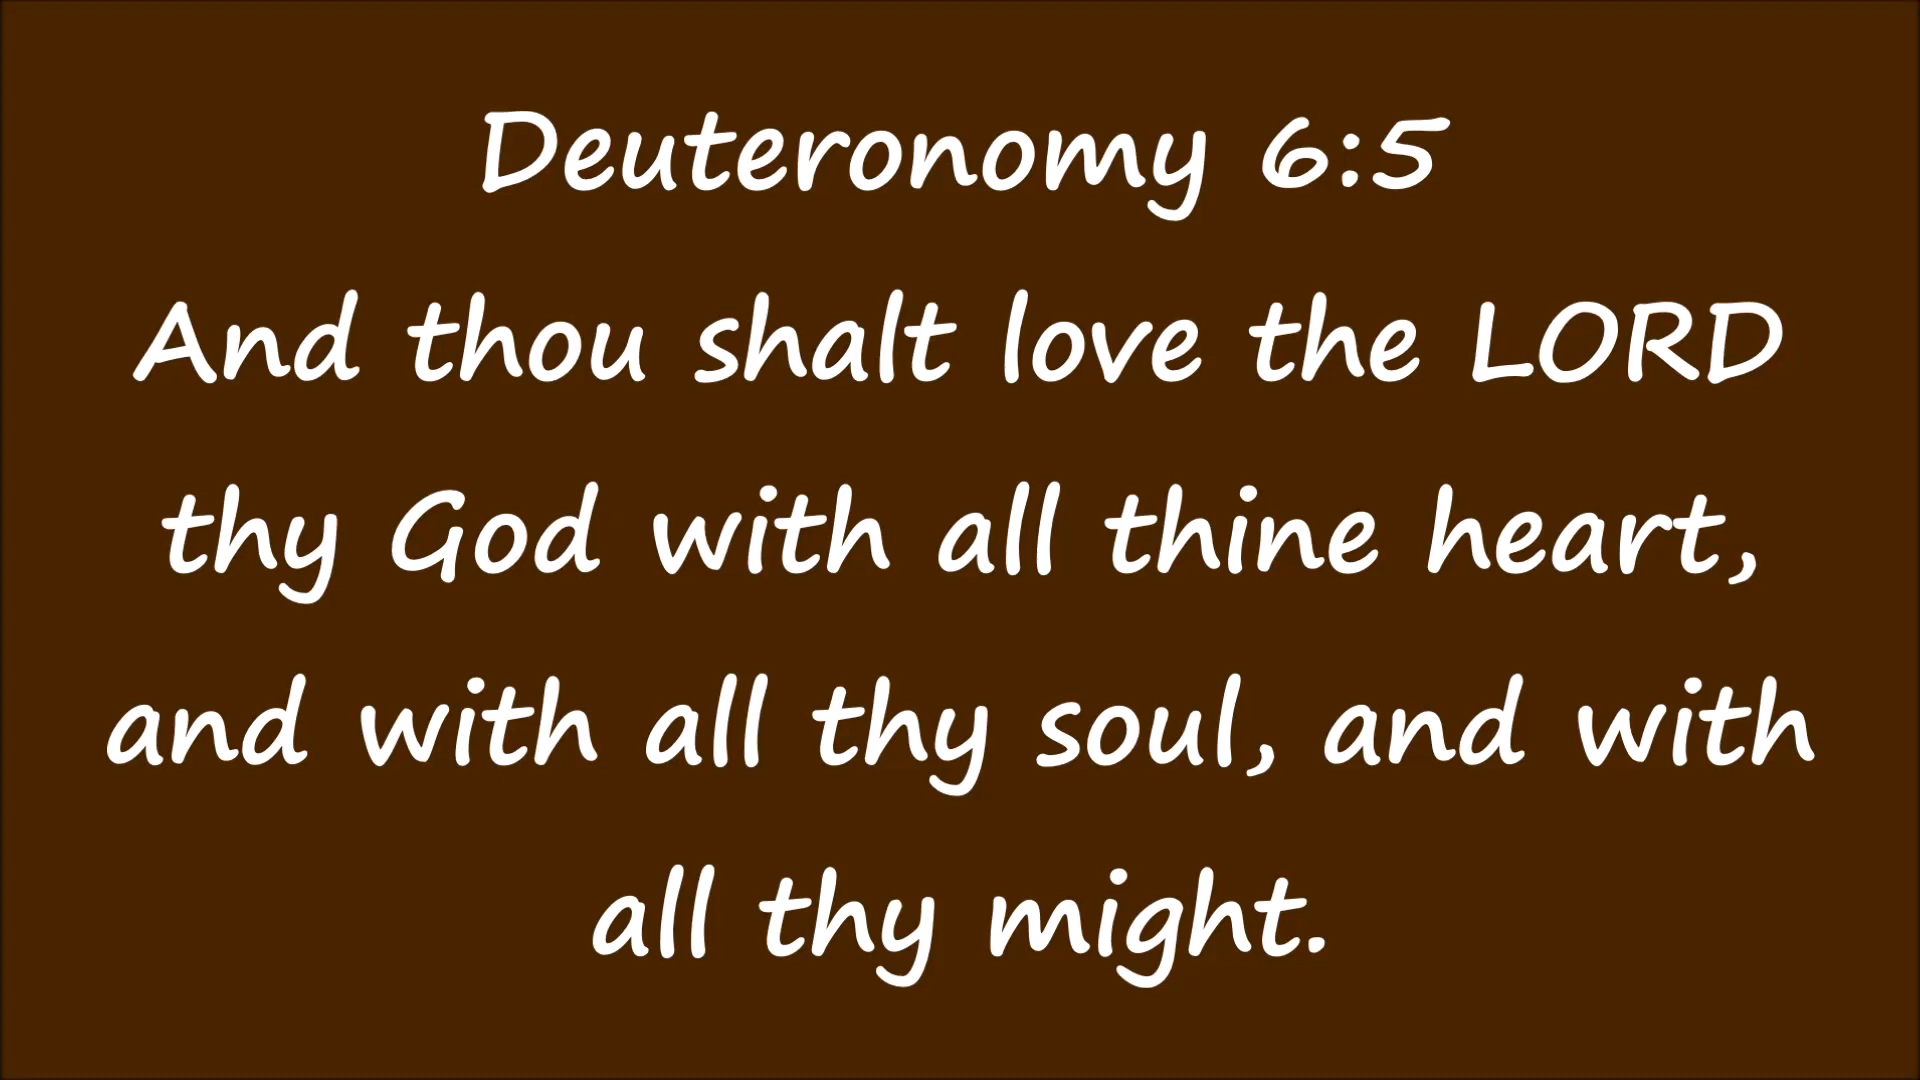 Deuteronomy 6:5
And thou shalt love the LORD
thy God with all thine heart,
and with all thy soul, and with
all thy might.